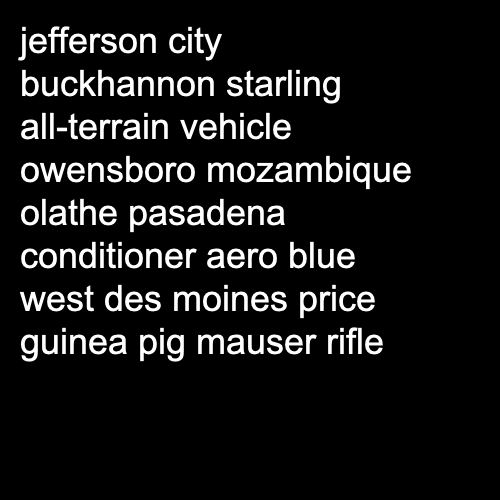 jefferson city
buckhannon starling
all-terrain vehicle
owensboro mozambique
olathe pasadena
conditioner aero blue
west des moines price
guinea pig mauser rifle